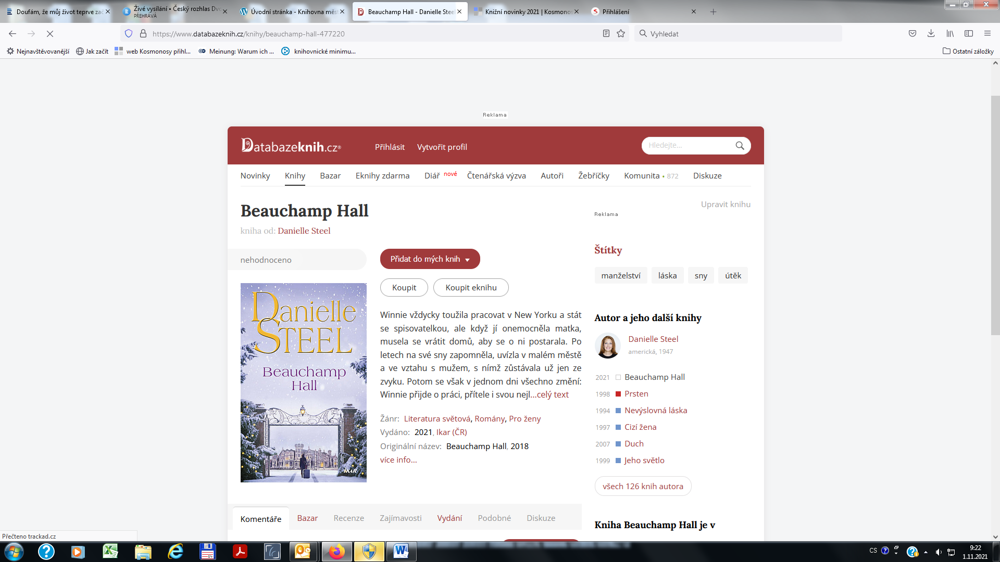 Doufám, že můj život teprve zač
Živé vysílání • Český rozhlas Dvo
PŘEHRÁVÁ
Úvodní stránka - Knihovna měst
Beauchamp Hall - Danielle Steel
Knižní novinky 2021 | Kosmonos
Přihlášení
https://www.databazeknih.cz/knihy/beauchamp-hall-477220
Vyhledat
Nejnavštěvovanější
Jak začít
web Kosmonosy přihl...
Meinung: Warum ich ...
knihovnické minimu...
Ostatní záložky
Reklama
Databazeknih.cz®
Přihlásit
Vytvořit profil
Hledejte...
Novinky
Knihy
Bazar
Eknihy zdarma
Diář nové
Čtenářská výzva
Autoři
Žebříčky
Komunita • 872
Diskuze
Beauchamp Hall
Upravit knihu
kniha od: Danielle Steel
Reklama
nehodnoceno
Přidat do mých knih
Koupit
Koupit eknihu
Danielle
STEEL
Beauchamp
Hall
IKAR
Winnie vždycky toužila pracovat v New Yorku a stát
se spisovatelkou, ale když jí onemocněla matka,
musela se vrátit domů, aby se o ni postarala. Po
letech na své sny zapomněla, uvízla v malém městě
a ve vztahu s mužem, s nímž zůstávala už jen ze
zvyku. Potom se však v jednom dni všechno změní:
Winnie přijde o práci, přítele i svou nejl...celý text
Žánr: Literatura světová, Romány, Pro ženy
Vydáno: 2021, Ikar (ČR)
Originální název: Beauchamp Hall, 2018
více info...
Štítky
manželství
láska
sny
útěk
Autor a jeho další knihy
Danielle Steel
americká, 1947
2021 Beauchamp Hall
1998 Prsten
1994 Nevýslovná láska
1997 Cizí žena
2007 Duch
1999 Jeho světlo
všech 126 knih autora
Kniha Beauchamp Hall je v
Komentáře
Bazar
Recenze
Zajímavosti
Vydání
Podobné
Diskuze
Přečteno trackad.cz
CS
9:22
1.11.2021